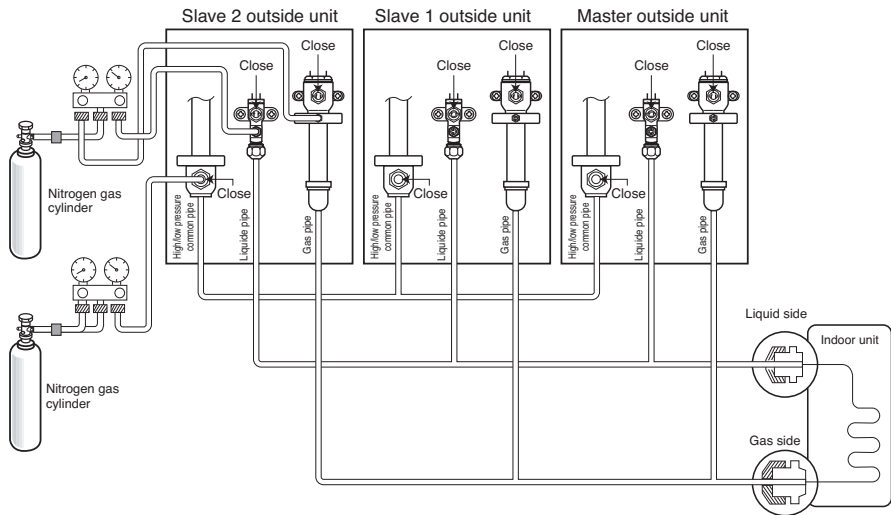 Slave 2 outside unit
Slave 1 outside unit
Master outside unit
Close
Close
Close
Close
Close
Close
Close
Close
Close
Nitrogen gas
cylinder
High/low pressure
common pipe
Liquide pipe
Gas pipe
High/low pressure
common pipe
Liquide pipe
Gas pipe
High/low pressure
common pipe
Liquide pipe
Gas pipe
Nitrogen gas
cylinder
Liquid side
Indoor unit
Gas side